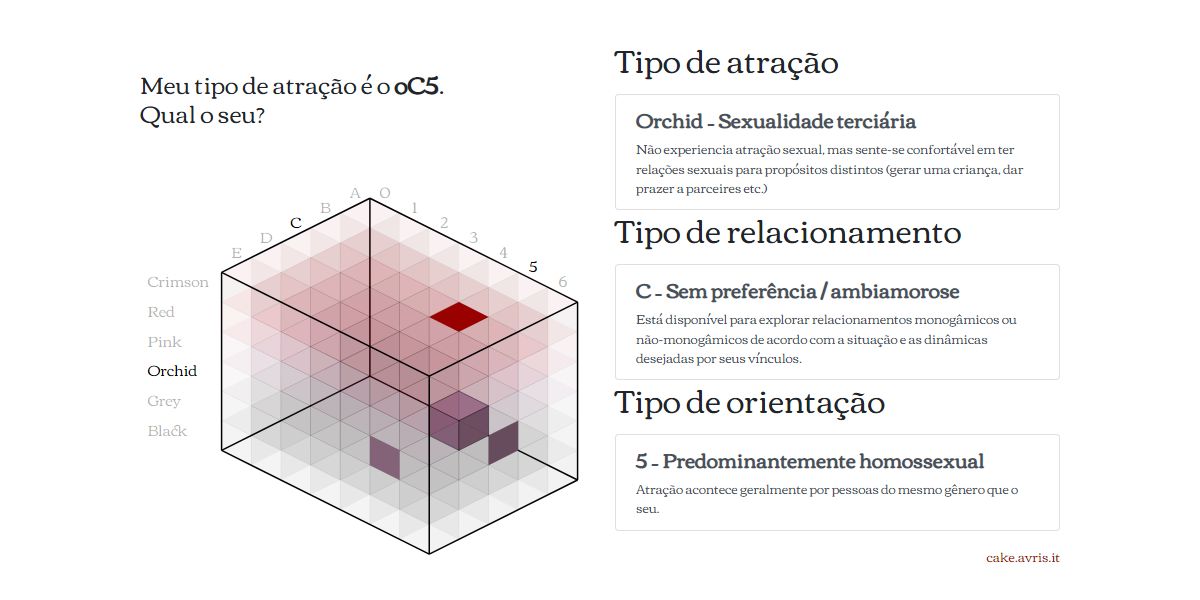 Meu tipo de atração é o oC5.
Qual o seu?
A
B
C
D
E
0
1
2
3
4
5
6
Crimson
Red
Pink
Orchid
Grey
Black
Tipo de atração
Orchid - Sexualidade terciária
Não experiencia atração sexual, mas sente-se confortável em ter
relações sexuais para propósitos distintos (gerar uma criança, dar
prazer a parceires etc.)
Tipo de relacionamento
C - Sem preferência / ambiamorose
Está disponível para explorar relacionamentos monogâmicos ou
não-monogâmicos de acordo com a situação e as dinâmicas
desejadas por seus vínculos.
Tipo de orientação
5 - Predominantemente homossexual
Atração acontece geralmente por pessoas do mesmo gênero que o
seu.
cake.avris.it